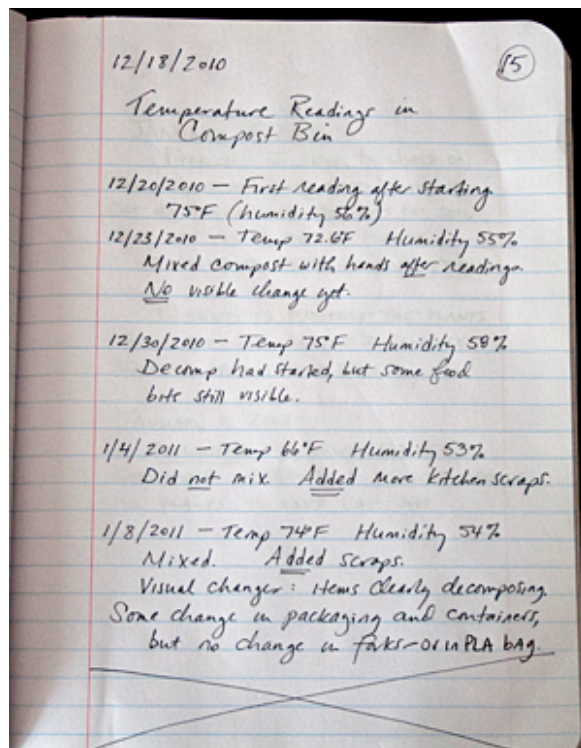 12/18/2010 15
Temperature Readings in
Compost Bin
12/20/2010 – First reading after starting
75°F (humidity 56%)
12/23/2010 – Temp 72.6°F Humidity 55%
Mixed compost with hands after readings.
No visible change yet.
12/30/2010 – Temp 75°F Humidity 58%
Decomp had started, but some food
bits still visible.
1/4/2011 – Temp 66°F Humidity 53%
Did not mix. Added more kitchen scraps.
1/8/2011 – Temp 74°F Humidity 54%
Mixed. Added scraps.
Visual changes: items clearly decomposing.
Some change in packaging and containers,
but no change in forks – or in PLA bag.